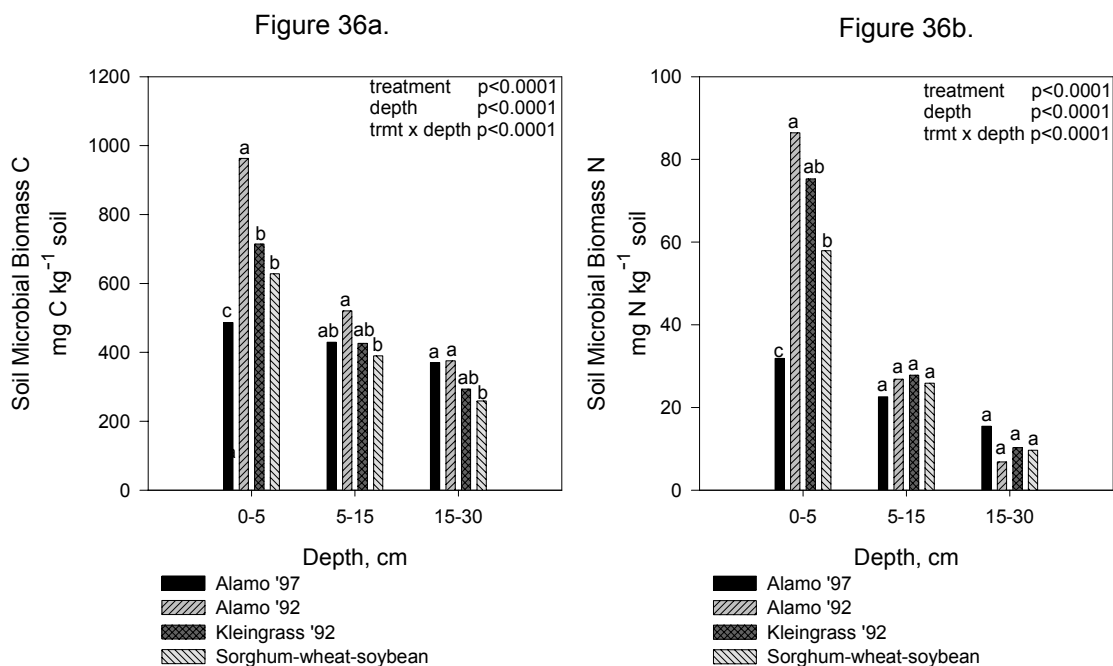 Figure 36a.
1200
1000
800
600
400
200
0
Soil Microbial Biomass C
mg C kg⁻¹ soil
treatment p<0.0001
depth p<0.0001
trmt x depth p<0.0001
c a b b
ab a ab b
a a ab b
0-5 5-15 15-30
Depth, cm
Alamo '97
Alamo '92
Kleingrass '92
Sorghum-wheat-soybean
Figure 36b.
100
80
60
40
20
0
Soil Microbial Biomass N
mg N kg⁻¹ soil
treatment p<0.0001
depth p<0.0001
trmt x depth p<0.0001
c a ab b
a a a a
a a a a
0-5 5-15 15-30
Depth, cm
Alamo '97
Alamo '92
Kleingrass '92
Sorghum-wheat-soybean